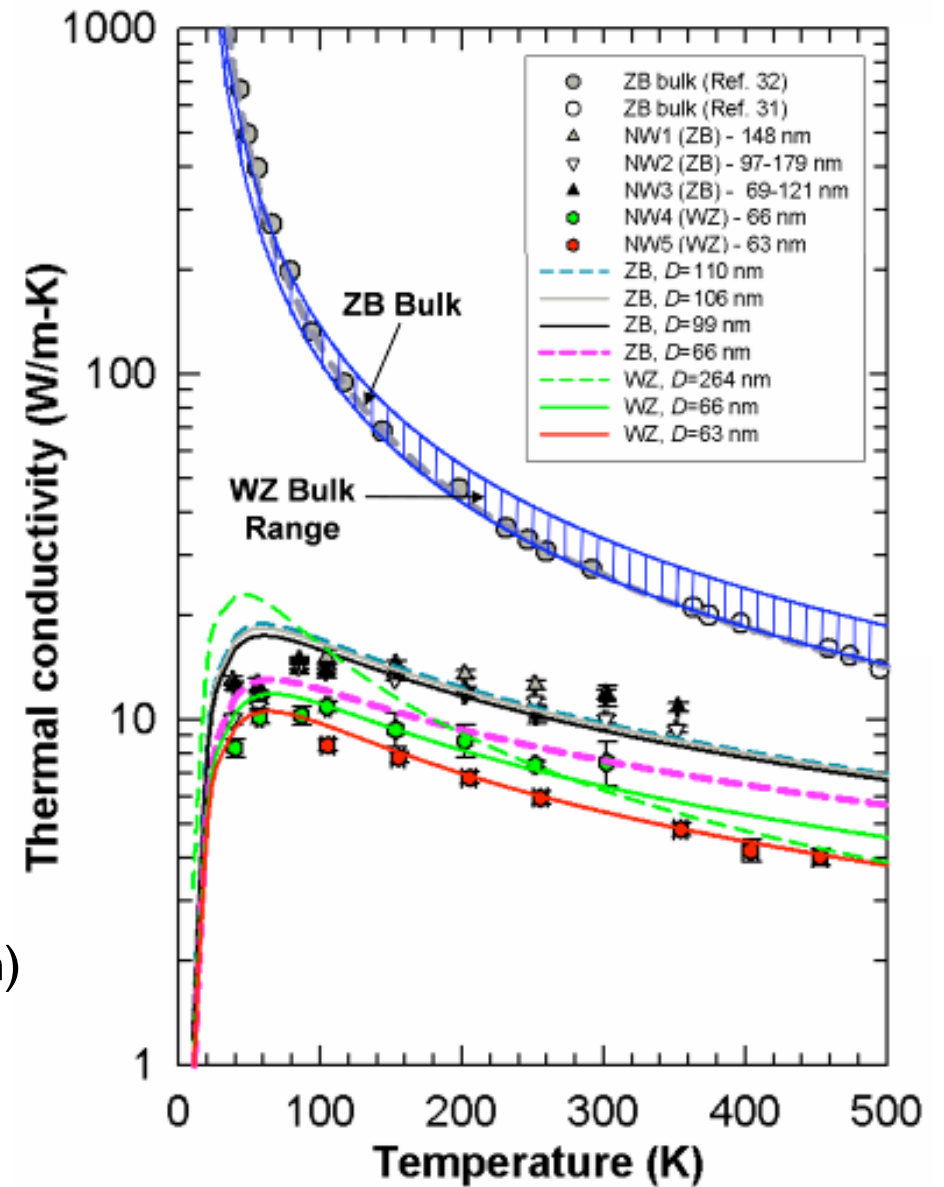 1000
100
10
1
Thermal conductivity (W/m-K)
ZB bulk (Ref. 32)
ZB bulk (Ref. 31)
NW1 (ZB) - 148 nm
NW2 (ZB) - 97-179 nm
NW3 (ZB) - 69-121 nm
NW4 (WZ) - 66 nm
NW5 (WZ) - 63 nm
ZB, D=110 nm
ZB, D=106 nm
ZB, D=99 nm
ZB, D=66 nm
WZ, D=264 nm
WZ, D=66 nm
WZ, D=63 nm
ZB Bulk
WZ Bulk
Range
)
0 100 200 300 400 500
Temperature (K)